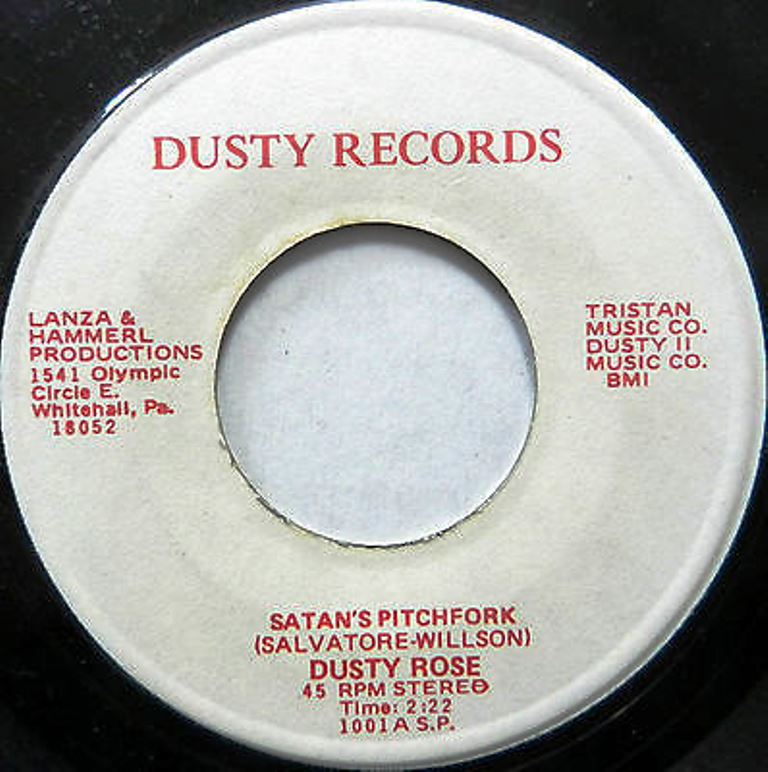 DUSTY RECORDS
LANZA &
HAMMERL
PRODUCTIONS
1541 Olympic
Circle E.
Whitehall, Pa.
18052
TRISTAN
MUSIC CO.
DUSTY II
MUSIC CO.
BMI
SATAN'S PITCHFORK
(SALVATORE-WILLSON)
DUSTY ROSE
45 RPM STEREO
Time: 2:22
1001 A S.P.